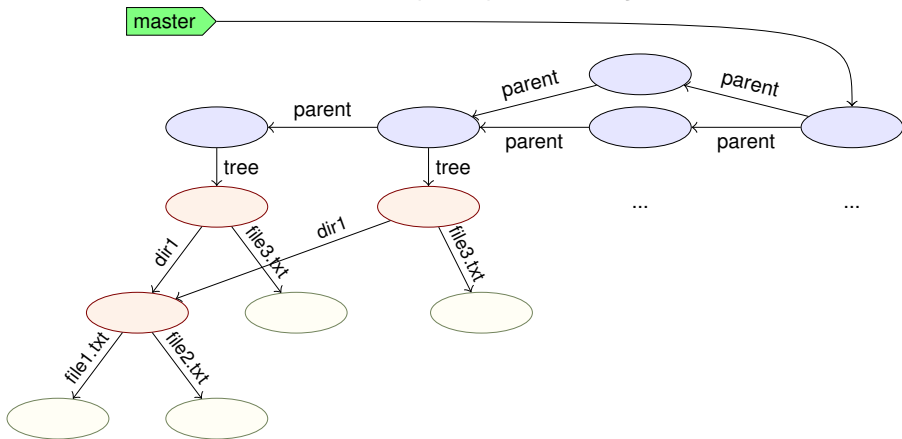 master
parent
parent
parent
parent
parent
tree
tree
...
...
dir1
file3.txt
dir1
file3.txt
file1.txt
file2.txt